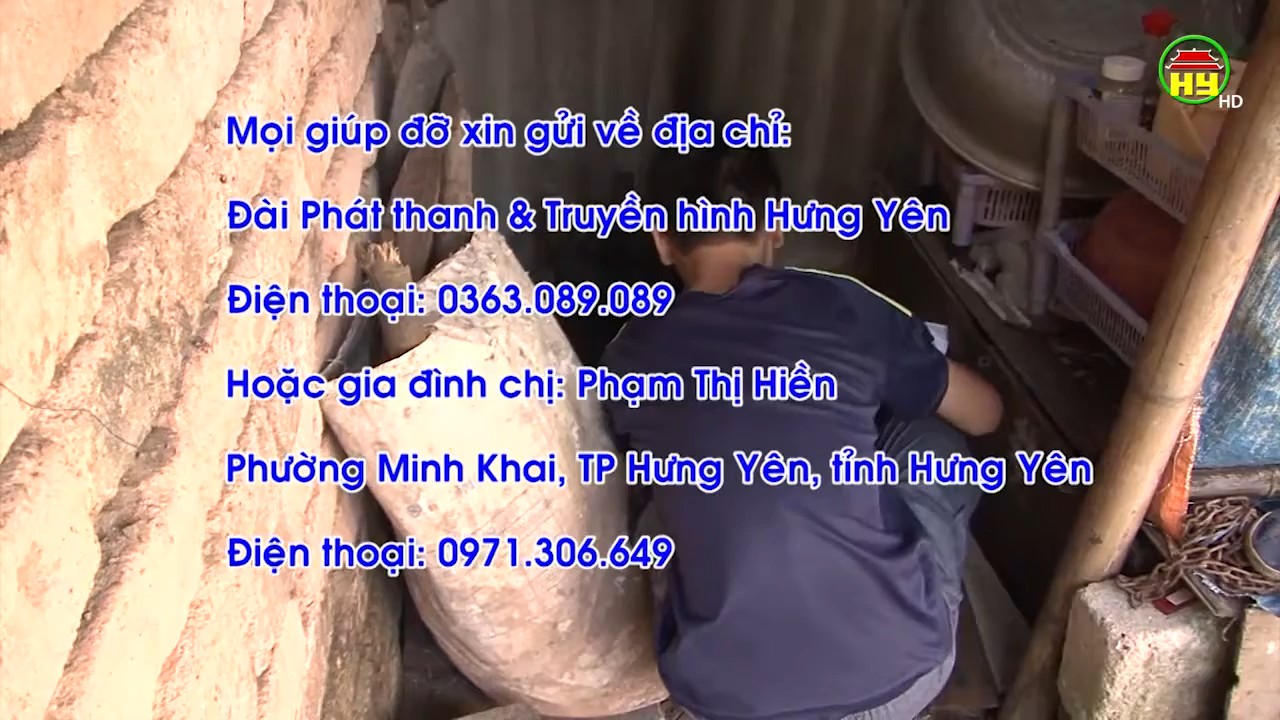 HY HD
Mọi giúp đỡ xin gửi về địa chỉ:
Đài Phát thanh & Truyền hình Hưng Yên
Điện thoại: 0363.089.089
Hoặc gia đình chị: Phạm Thị Hiền
Phường Minh Khai, TP Hưng Yên, tỉnh Hưng Yên
Điện thoại: 0971.306.649